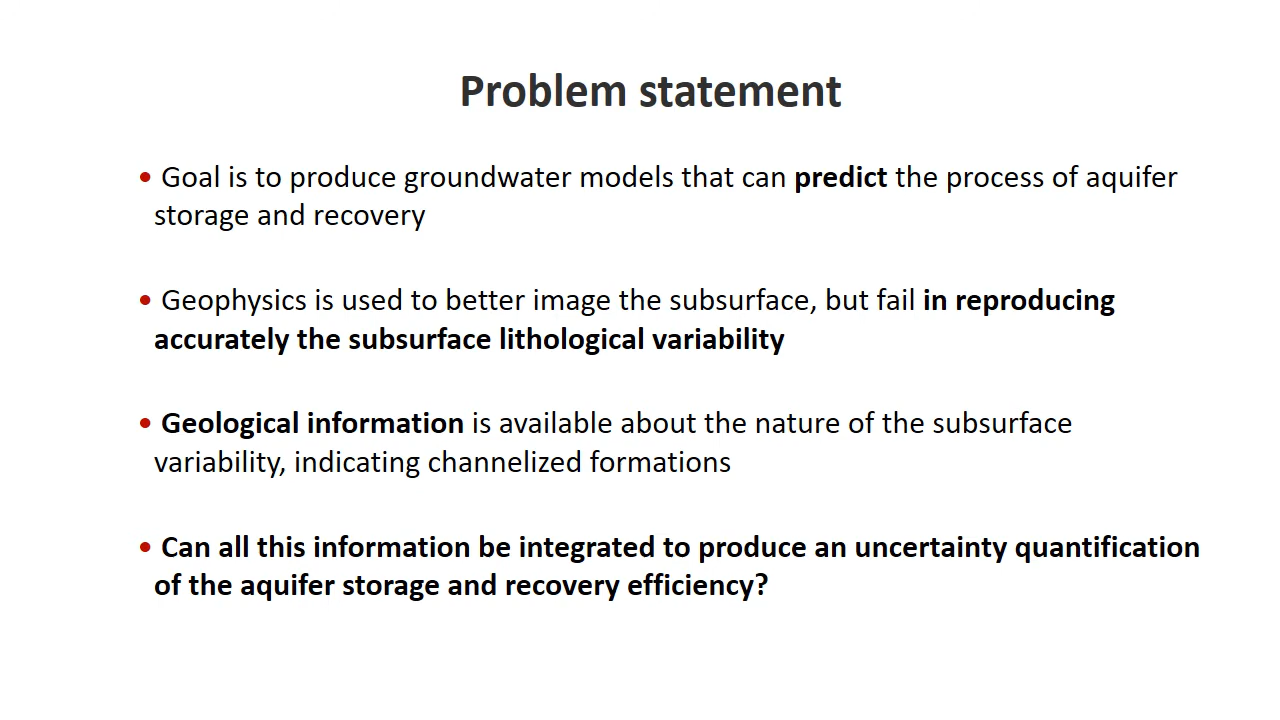 Problem statement
• Goal is to produce groundwater models that can predict the process of aquifer
storage and recovery
• Geophysics is used to better image the subsurface, but fail in reproducing
accurately the subsurface lithological variability
• Geological information is available about the nature of the subsurface
variability, indicating channelized formations
• Can all this information be integrated to produce an uncertainty quantification
of the aquifer storage and recovery efficiency?